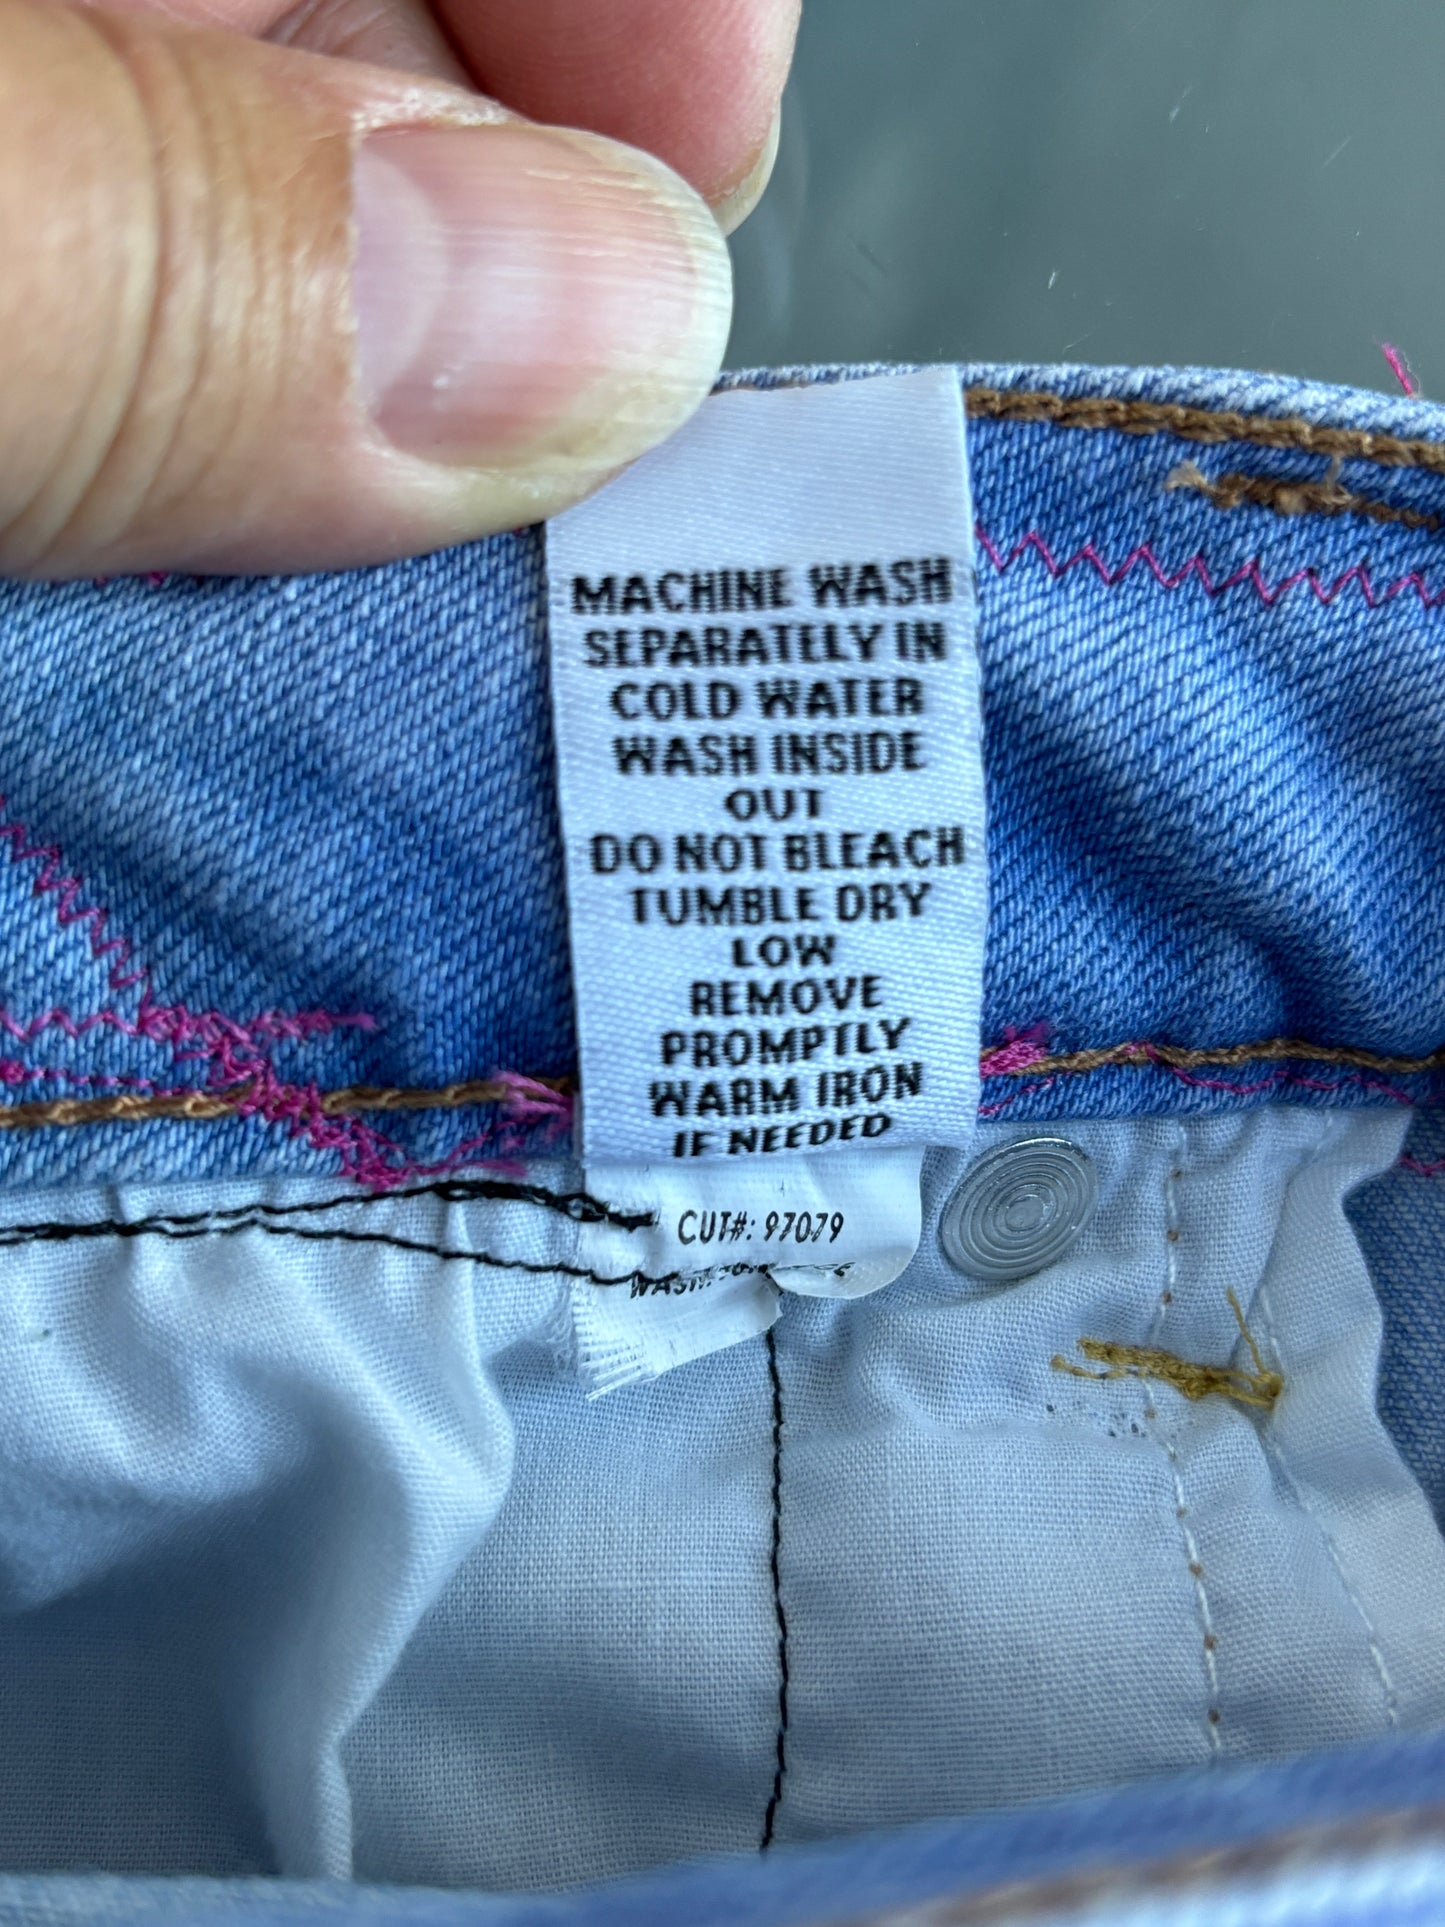 MACHINE WASH
SEPARATELY IN
COLD WATER
WASH INSIDE
OUT
DO NOT BLEACH
TUMBLE DRY
LOW
REMOVE
PROMPTLY
WARM IRON
IF NEEDED
CUT#: 97079